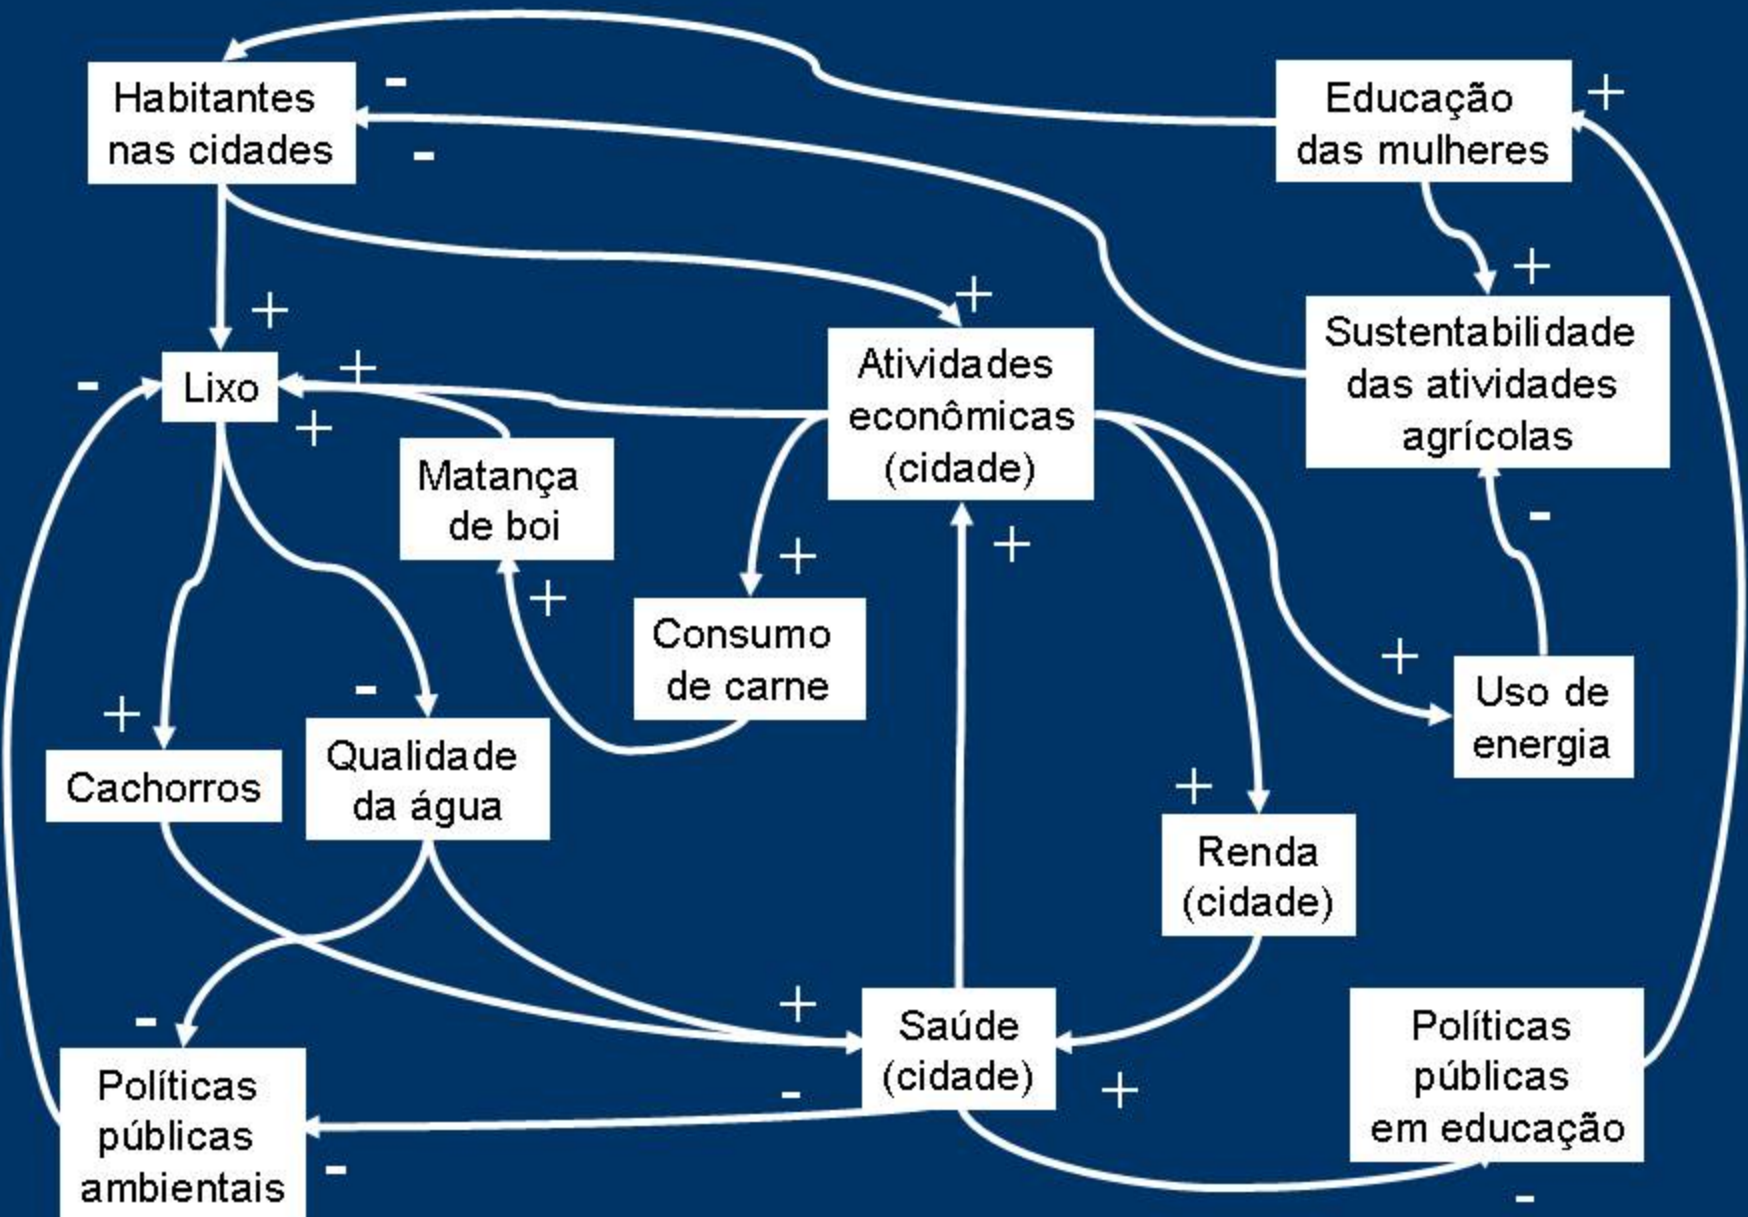 Habitantes
nas cidades
-
-
Educação
das mulheres
+
+
+
+
Sustentabilidade
das atividades
agrícolas
-
Lixo
+
+
Atividades
econômicas
(cidade)
Matança
de boi
+
+
+
-
Consumo
de carne
+
Uso de
energia
+
-
Cachorros
Qualidade
da água
+
Renda
(cidade)
+
-
Saúde
(cidade)
-
+
-
Políticas
públicas
ambientais
Políticas
públicas
em educação
-